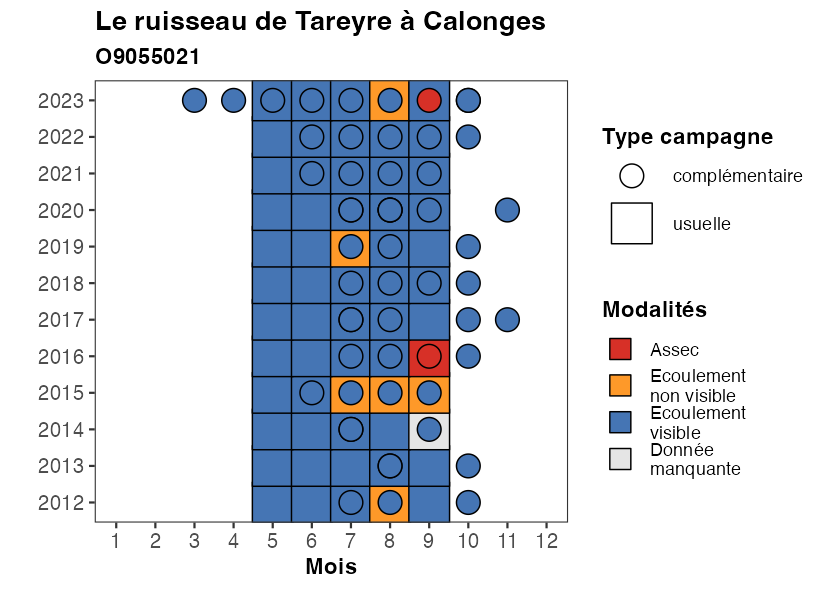 Le ruisseau de Tareyre à Calonges
O9055021
2023
2022
2021
2020
2019
2018
2017
2016
2015
2014
2013
2012
1 2 3 4 5 6 7 8 9 10 11 12
Mois
Type campagne
complémentaire
usuelle
Modalités
Assec
Ecoulement
non visible
Ecoulement
visible
Donnée
manquante